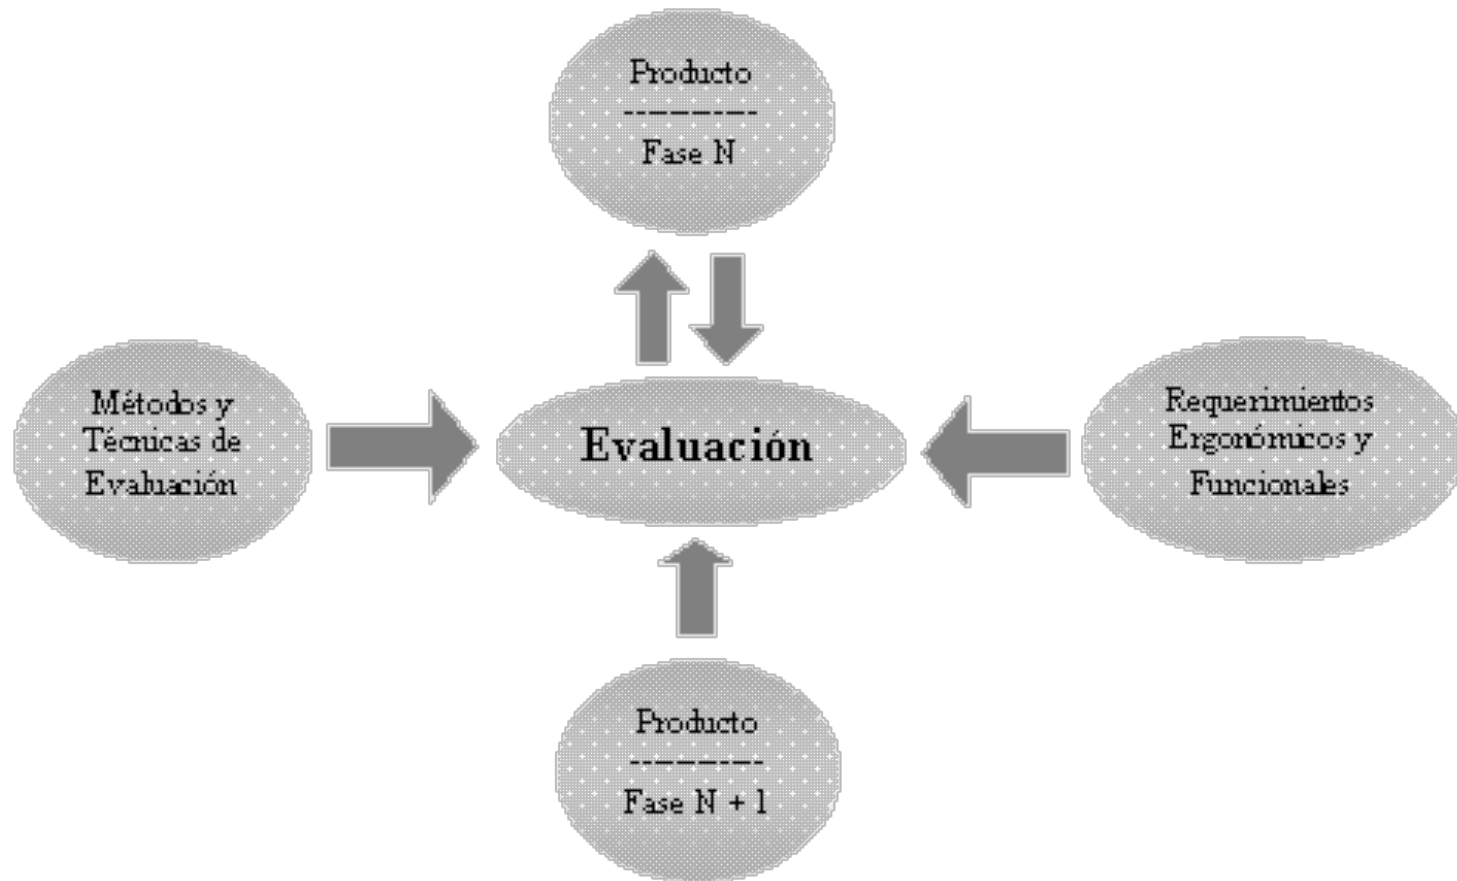 Producto
-----------
Fase N
Métodos y
Técnicas de
Evaluación
Evaluación
Requerimientos
Ergonómicos y
Funcionales
Producto
-----------
Fase N + 1